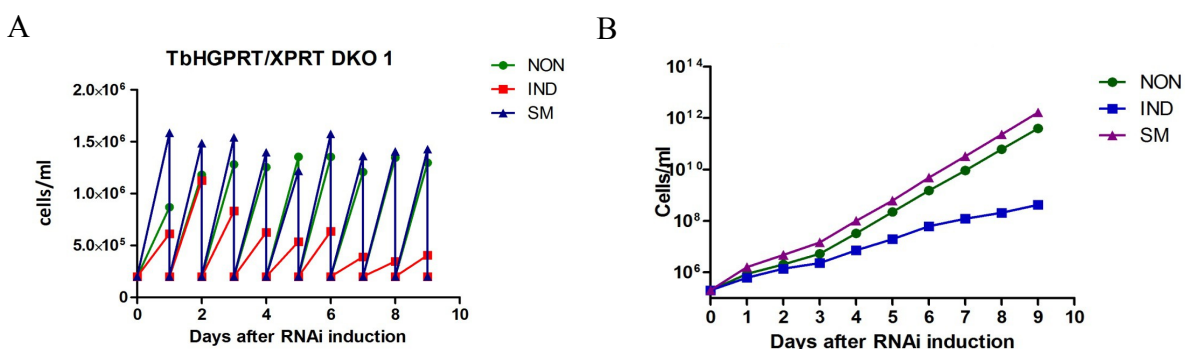 A
TbHGPRT/XPRT DKO 1
NON
IND
SM
2.0×10⁶
1.5×10⁶
1.0×10⁶
5.0×10⁵
0
cells/ml
0 2 4 6 8 10
Days after RNAi induction
B
NON
IND
SM
10¹⁴
10¹²
10¹⁰
10⁸
10⁶
Cells/ml
0 1 2 3 4 5 6 7 8 9 10
Days after RNAi induction